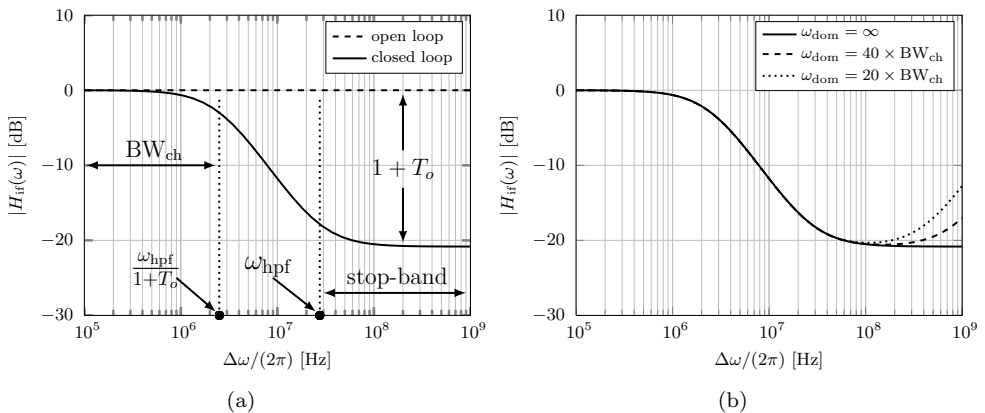 10
0
−10
−20
−30
|H_if(ω)| [dB]
open loop
closed loop
BW_ch
1 + T_o
ω_hpf
1+T_o
ω_hpf
stop-band
10^5
10^6
10^7
10^8
10^9
Δω/(2π) [Hz]
(a)
10
0
−10
−20
−30
|H_if(ω)| [dB]
ω_dom = ∞
ω_dom = 40 × BW_ch
ω_dom = 20 × BW_ch
10^5
10^6
10^7
10^8
10^9
Δω/(2π) [Hz]
(b)